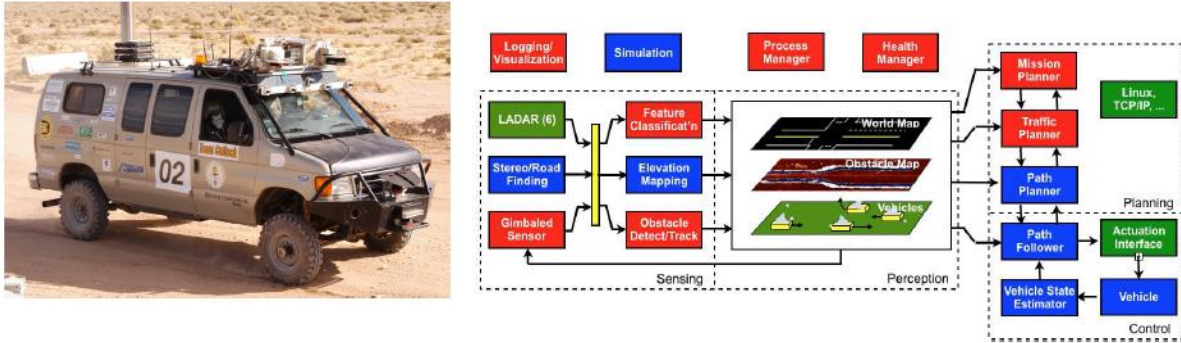 02
Logging/
Visualization
Simulation
Process
Manager
Health
Manager
Mission
Planner
Linux,
TCP/IP, ...
Traffic
Planner
Path
Planner
Planning
LADAR (6)
Feature
Classificat'n
World Map
Stereo/Road
Finding
Elevation
Mapping
Obstacle Map
Gimbaled
Sensor
Obstacle
Detect/Track
Vehicles
Sensing
Perception
Path
Follower
Actuation
Interface
Vehicle State
Estimator
Vehicle
Control